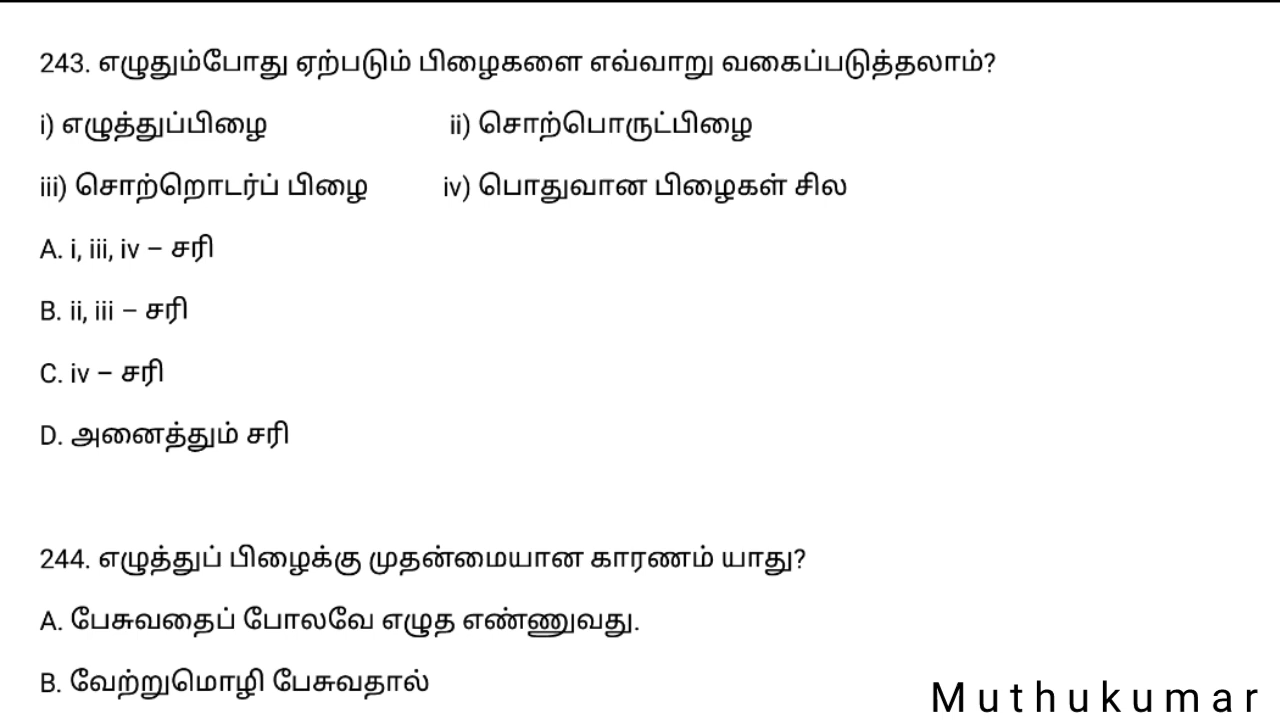 243. எழுதும்போது ஏற்படும் பிழைகளை எவ்வாறு வகைப்படுத்தலாம்?
i) எழுத்துப்பிழை ii) சொற்பொருட்பிழை
iii) சொற்றொடர்ப் பிழை iv) பொதுவான பிழைகள் சில
A. i, iii, iv – சரி
B. ii, iii – சரி
C. iv – சரி
D. அனைத்தும் சரி
244. எழுத்துப் பிழைக்கு முதன்மையான காரணம் யாது?
A. பேசுவதைப் போலவே எழுத எண்ணுவது.
B. வேற்றுமொழி பேசுவதால்
Muthukumar